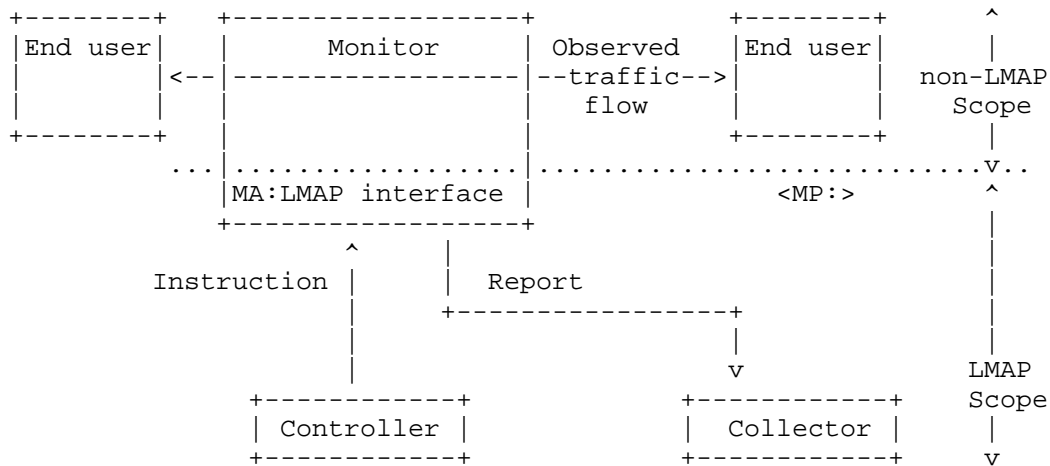 End user Monitor Observed End user
traffic non-LMAP
flow Scope
MA:LMAP interface <MP:>
Instruction Report
LMAP
Scope
Controller Collector